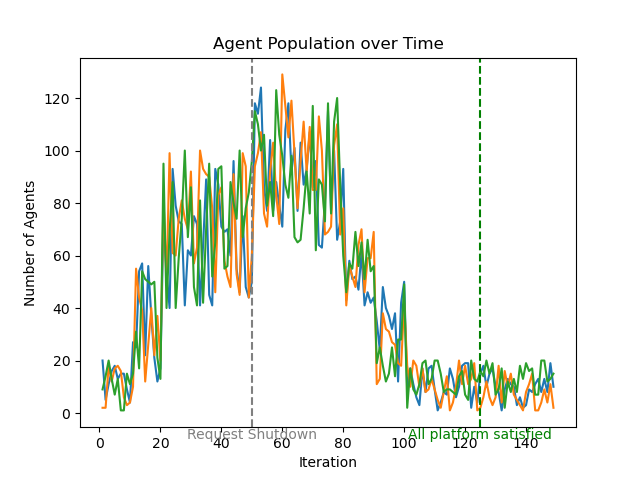 Agent Population over Time
Number of Agents
120
100
80
60
40
20
0
0 20 40 60 80 100 120 140
Request Shutdown All platform satisfied
Iteration